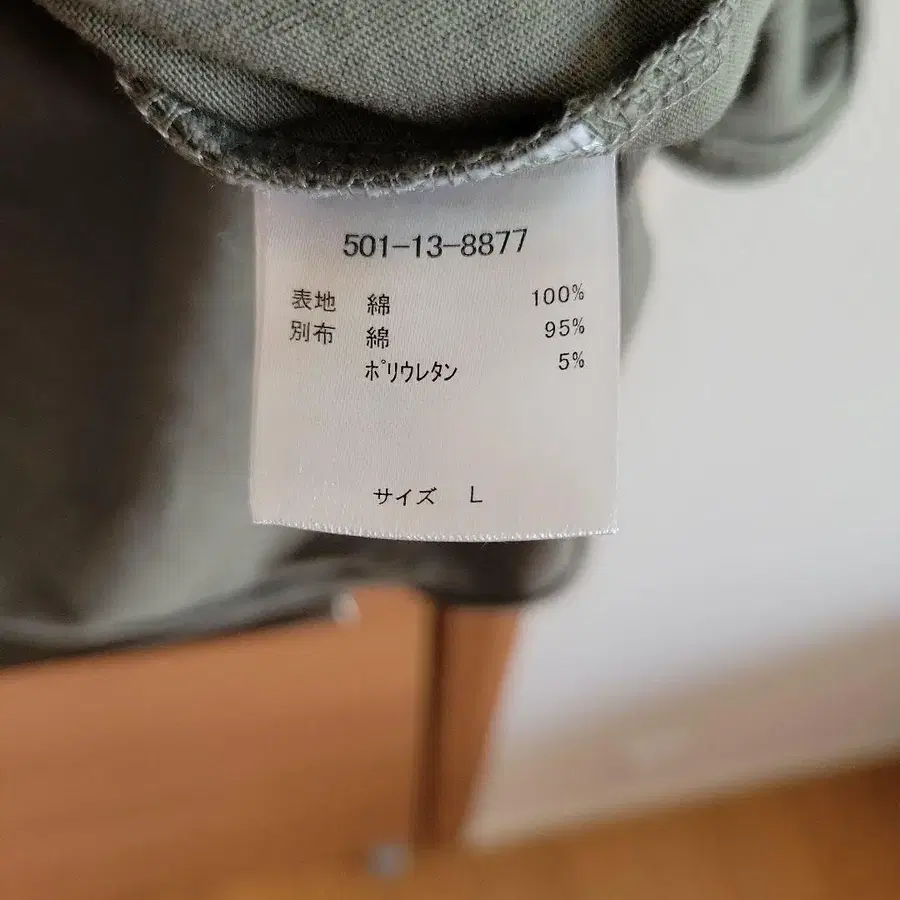 501-13-8877
表地 綿 100%
別布 綿 95%
ポリウレタン 5%
サイズ L